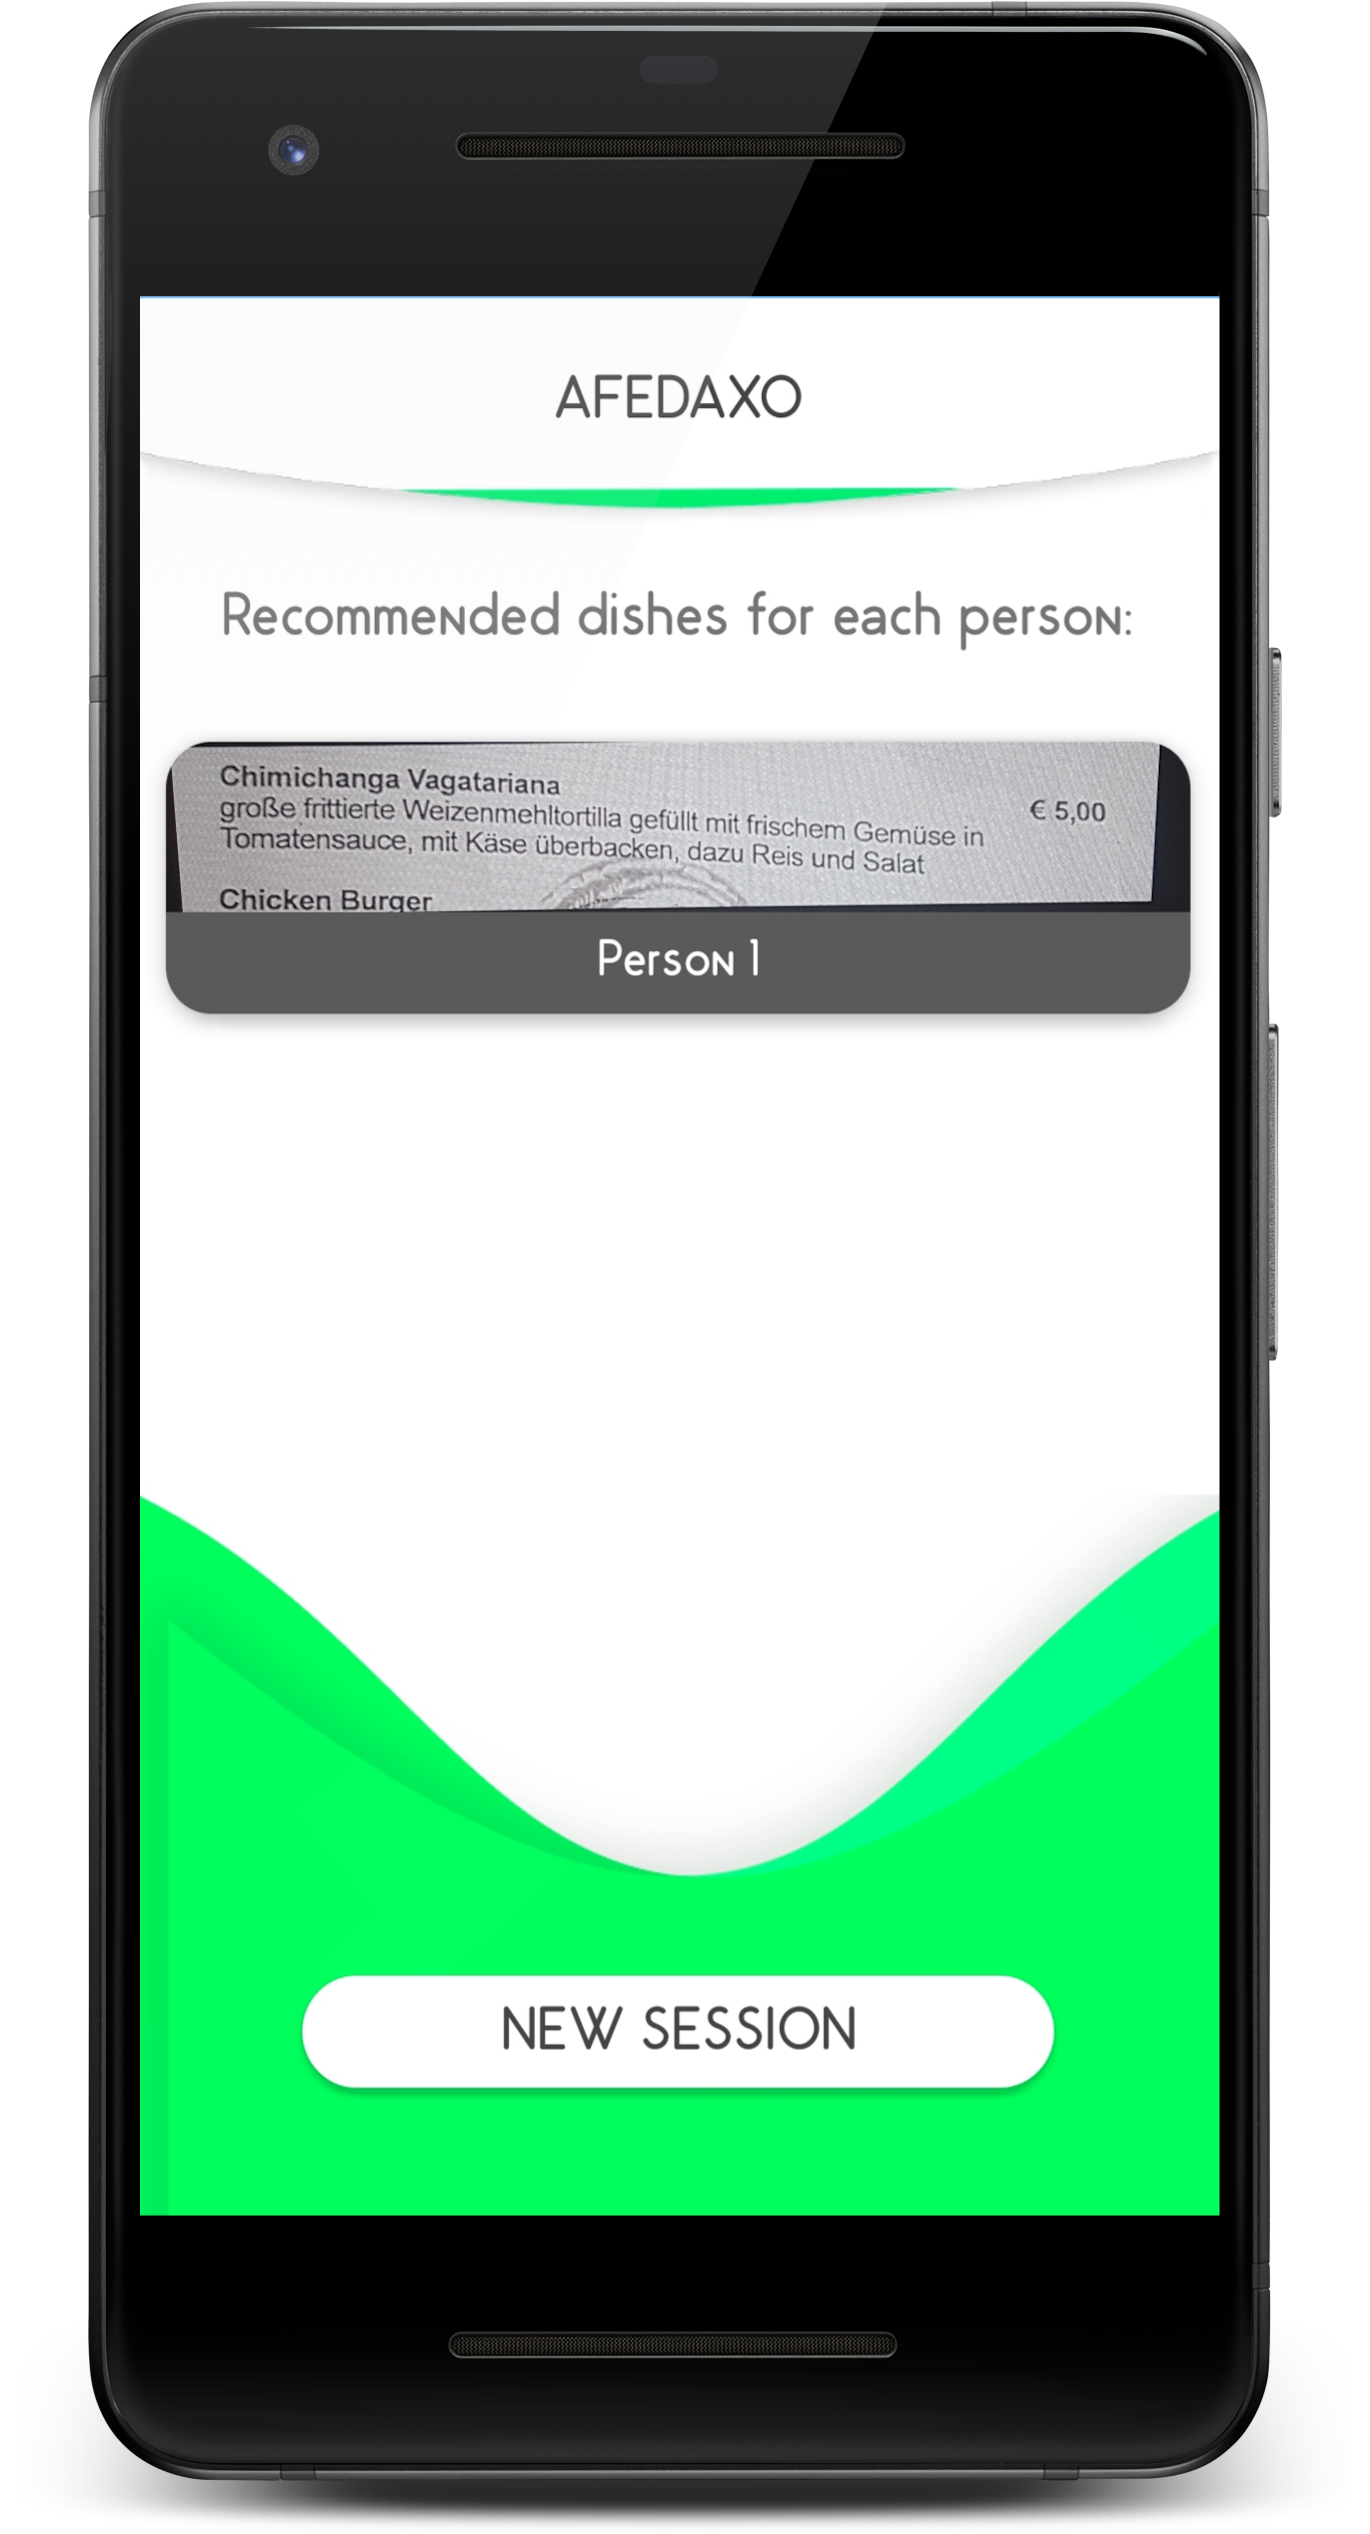 AFEDAXO
Recommended dishes for each person:
Chimichanga Vagatariana
große frittierte Weizenmehltortilla gefüllt mit frischem Gemüse in
€ 5,00
Tomatensauce, mit Käse überbacken, dazu Reis und Salat
Chicken Burger
Person 1
NEW SESSION